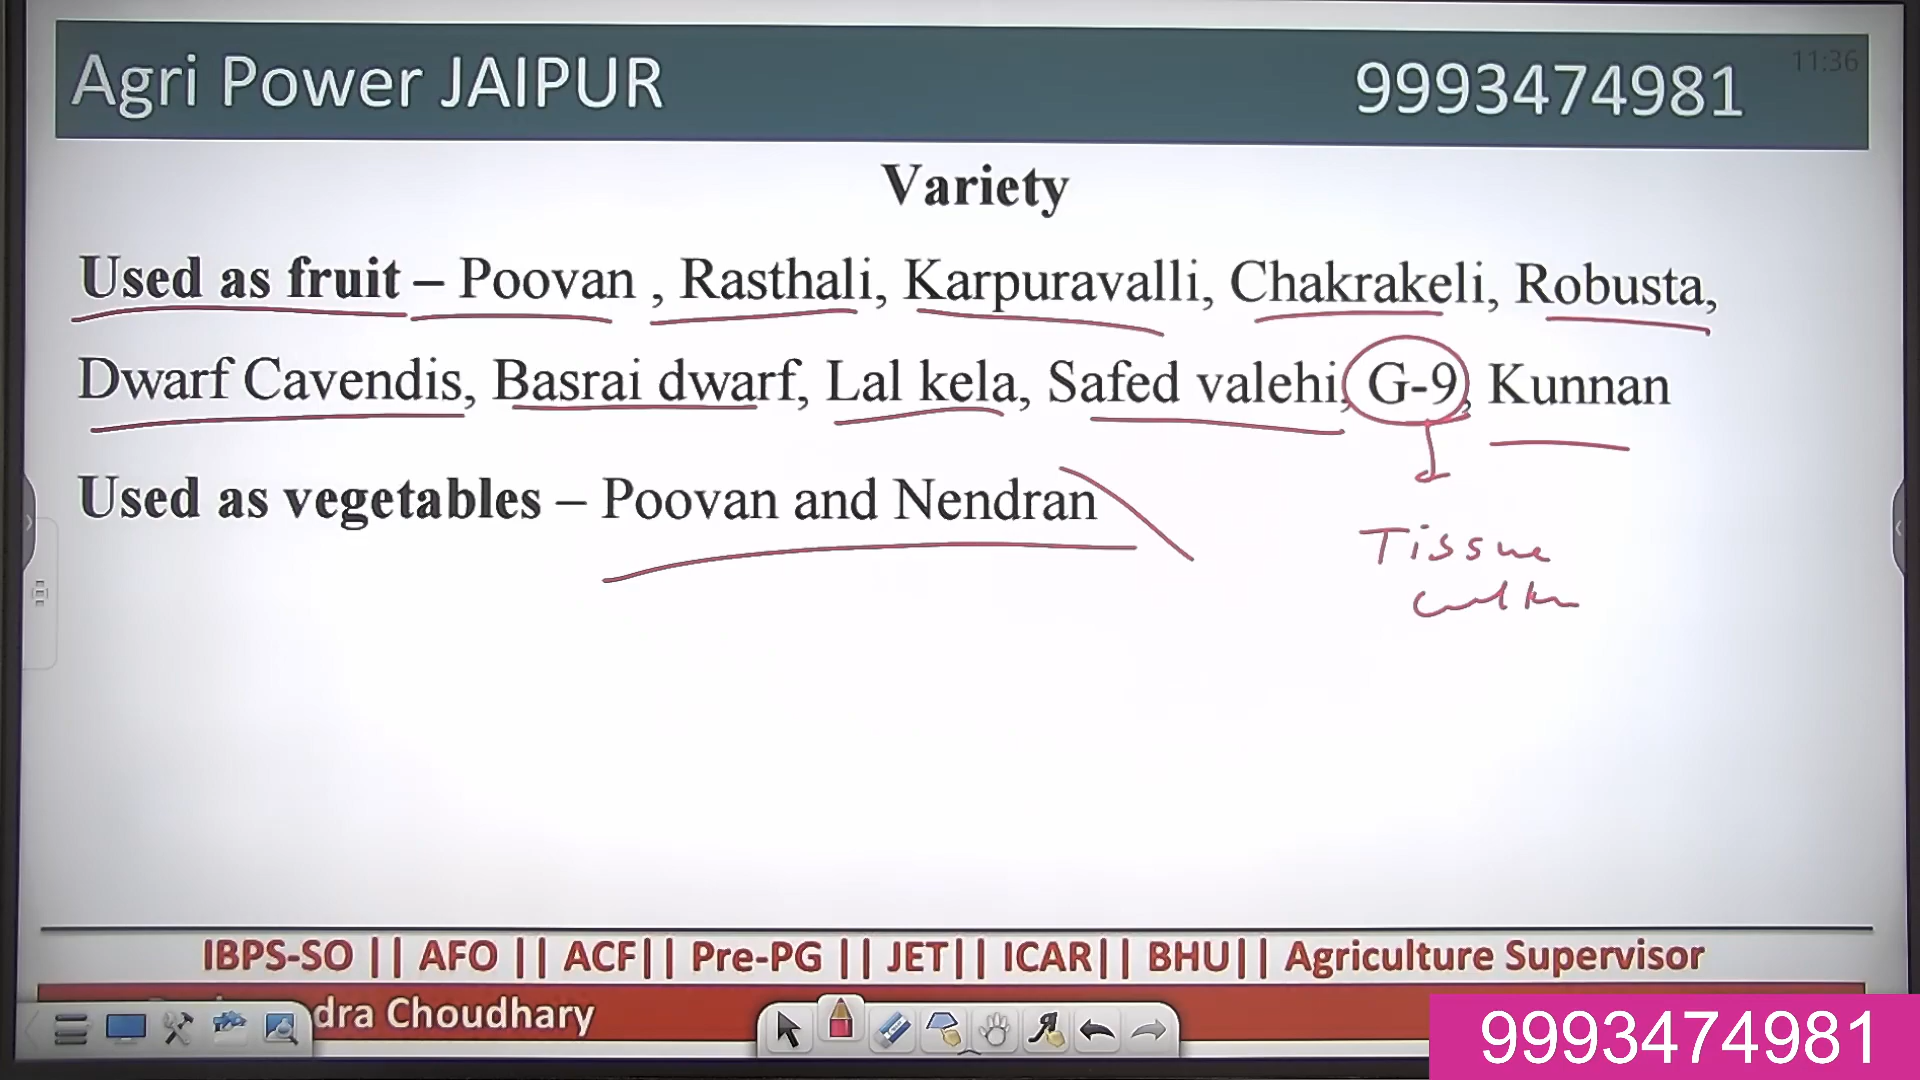 Agri Power JAIPUR 9993474981 11:36
Variety
Used as fruit – Poovan , Rasthali, Karpuravalli, Chakrakeli, Robusta,
Dwarf Cavendis, Basrai dwarf, Lal kela, Safed valehi, G-9, Kunnan
Used as vegetables – Poovan and Nendran
Tissue
IBPS-SO || AFO || ACF|| Pre-PG || JET|| ICAR|| BHU|| Agriculture Supervisor
dra Choudhary
9993474981